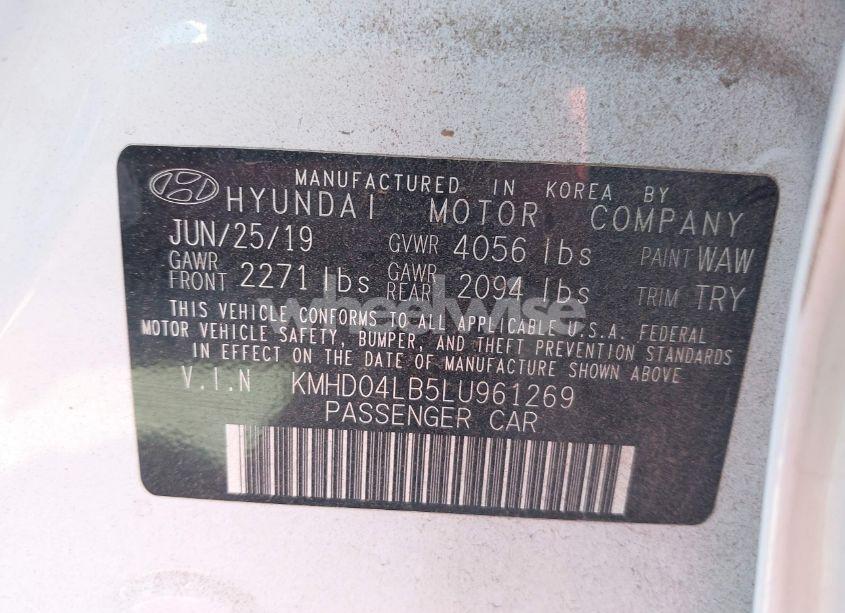 MANUFACTURED IN KOREA BY
HYUNDAI MOTOR COMPANY
JUN/25/19 GVWR 4056 lbs PAINT WAW
GAWR FRONT 2271 lbs GAWR REAR 2094 lbs TRIM TRY
THIS VEHICLE CONFORMS TO ALL APPLICABLE U.S.A. FEDERAL
MOTOR VEHICLE SAFETY, BUMPER, AND THEFT PREVENTION STANDARDS
IN EFFECT ON THE DATE OF MANUFACTURE SHOWN ABOVE
V.I.N KMHD04LB5LU961269
PASSENGER CAR
wheelwise